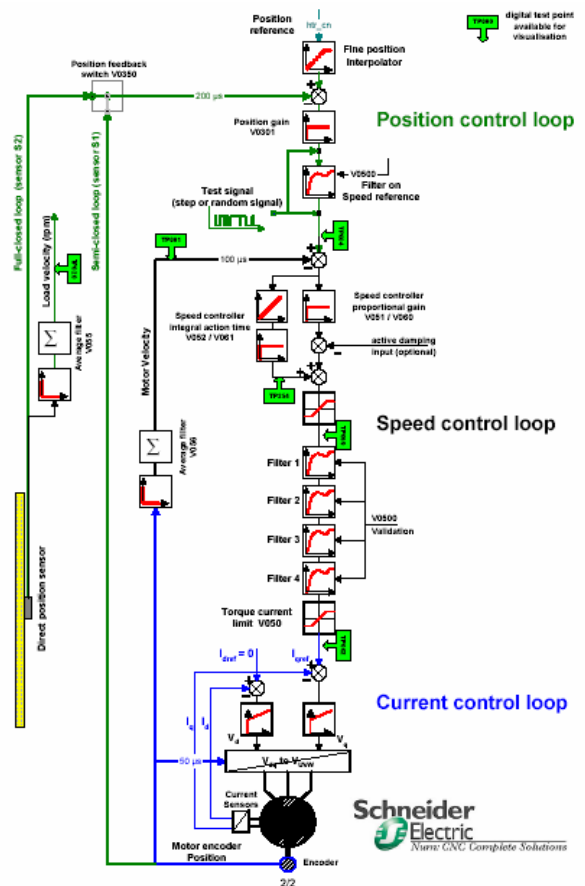 Position
reference
htr_cn
TP000
digital test point
available for
visualisation
Fine position
Interpolator
Position feedback
switch V0350
200 µs
Position control loop
Position gain
V0301
V0500
Filter on
Speed reference
Test signal
(step or random signal)
Full-closed loop (sensor S2)
Semi-closed loop (sensor S1)
Load velocity (rpm)
100 µs
Speed controller
integral action time
V052 / V061
Speed controller
proportional gain
V051 / V060
active damping
input (optional)
Motor Velocity
Σ
Average filter
V055
Speed control loop
Σ
Average filter
V056
Filter 1
Filter 2
Filter 3
Filter 4
V0500
Validation
Direct position sensor
Torque current
limit V050
Idref = 0
Iqref
Current control loop
Iq
Id
Vd
Vq
50 µs
Vdq to Vuvw
Current
Sensors
Motor encoder
Position
Encoder
Schneider
Electric
Num CNC Complete Solutions
2/2